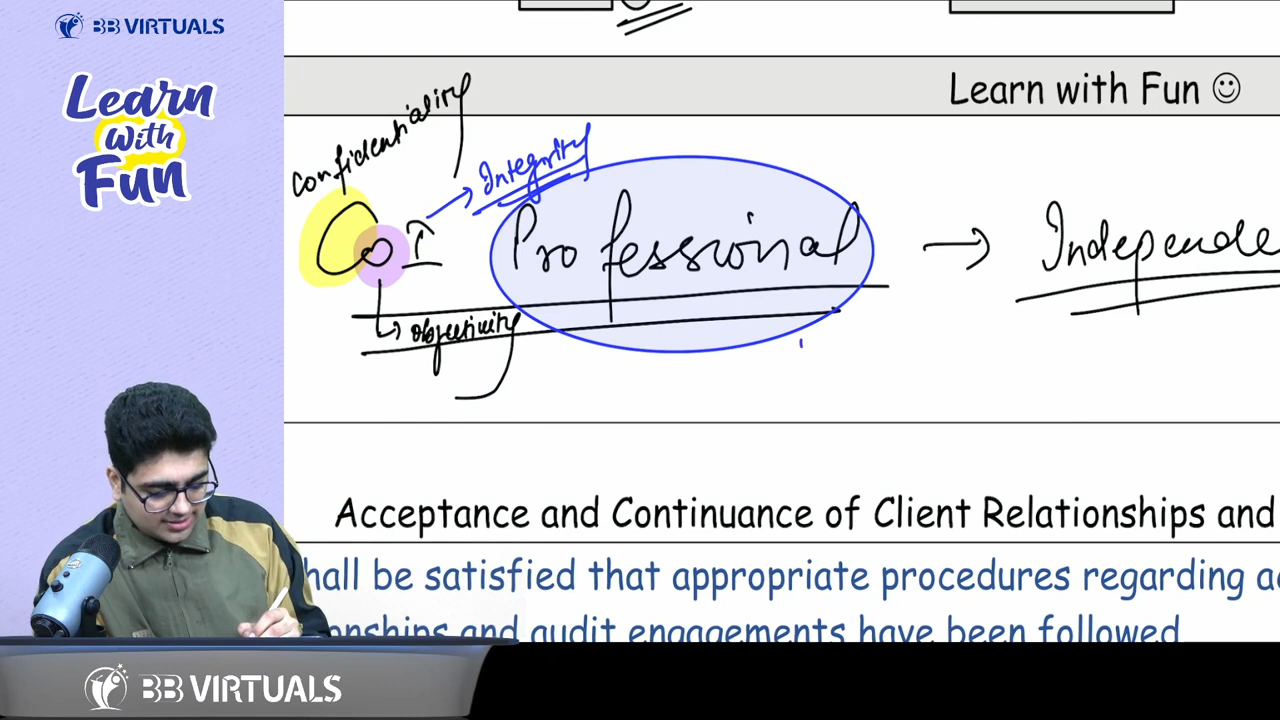 BB VIRTUALS
Learn
with
Fun
Learn with Fun
Confidentiality
Integrity
CoI Professional → Independe
objectivity
Acceptance and Continuance of Client Relationships and
hall be satisfied that appropriate procedures regarding a
onships and audit engagements have been followed
BB VIRTUALS